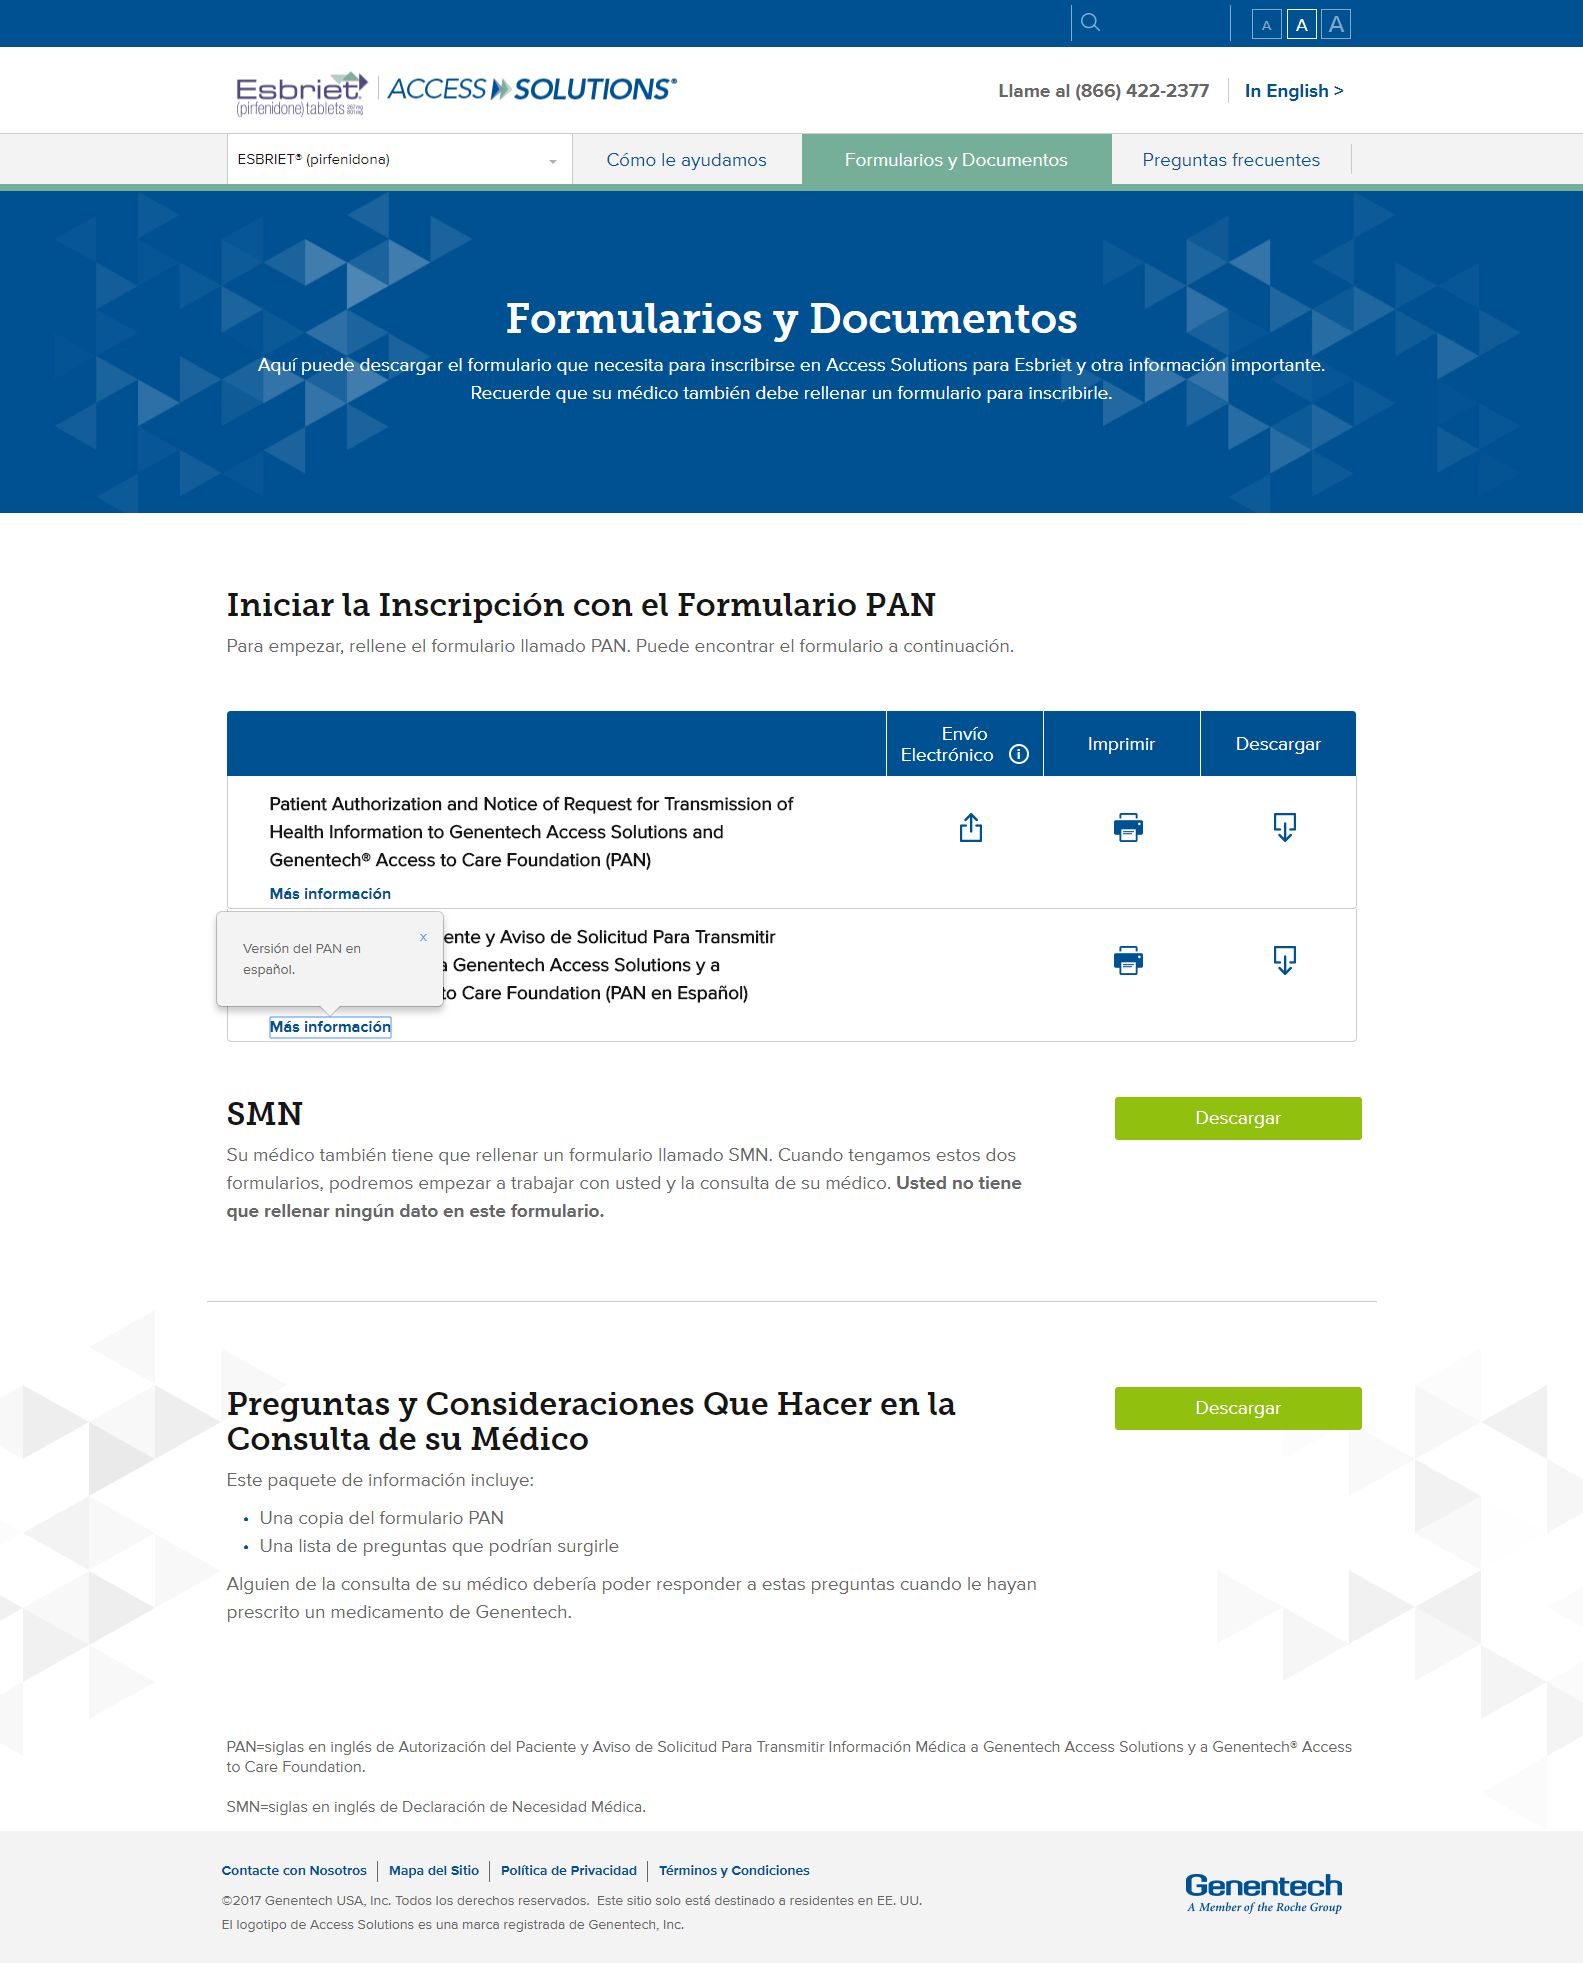 A A A
Esbriet® ACCESS SOLUTIONS®
(pirfenidone) tablets
Llame al (866) 422-2377 In English >
ESBRIET® (pirfenidona) Cómo le ayudamos Formularios y Documentos Preguntas frecuentes
Formularios y Documentos
Aquí puede descargar el formulario que necesita para inscribirse en Access Solutions para Esbriet y otra información importante.
Recuerde que su médico también debe rellenar un formulario para inscribirle.
Iniciar la Inscripción con el Formulario PAN
Para empezar, rellene el formulario llamado PAN. Puede encontrar el formulario a continuación.
Envío
Electrónico Imprimir Descargar
Patient Authorization and Notice of Request for Transmission of
Health Information to Genentech Access Solutions and
Genentech® Access to Care Foundation (PAN)
Más información
x
Versión del PAN en
español.
ente y Aviso de Solicitud Para Transmitir
a Genentech Access Solutions y a
to Care Foundation (PAN en Español)
Más información
SMN
Descargar
Su médico también tiene que rellenar un formulario llamado SMN. Cuando tengamos estos dos
formularios, podremos empezar a trabajar con usted y la consulta de su médico. Usted no tiene
que rellenar ningún dato en este formulario.
Preguntas y Consideraciones Que Hacer en la
Consulta de su Médico
Descargar
Este paquete de información incluye:
• Una copia del formulario PAN
• Una lista de preguntas que podrían surgirle
Alguien de la consulta de su médico debería poder responder a estas preguntas cuando le hayan
prescrito un medicamento de Genentech.
PAN=siglas en inglés de Autorización del Paciente y Aviso de Solicitud Para Transmitir Información Médica a Genentech Access Solutions y a Genentech® Access
to Care Foundation.
SMN=siglas en inglés de Declaración de Necesidad Médica.
Contacte con Nosotros Mapa del Sitio Política de Privacidad Términos y Condiciones
©2017 Genentech USA, Inc. Todos los derechos reservados. Este sitio solo está destinado a residentes en EE. UU.
El logotipo de Access Solutions es una marca registrada de Genentech, Inc.
Genentech
A Member of the Roche Group